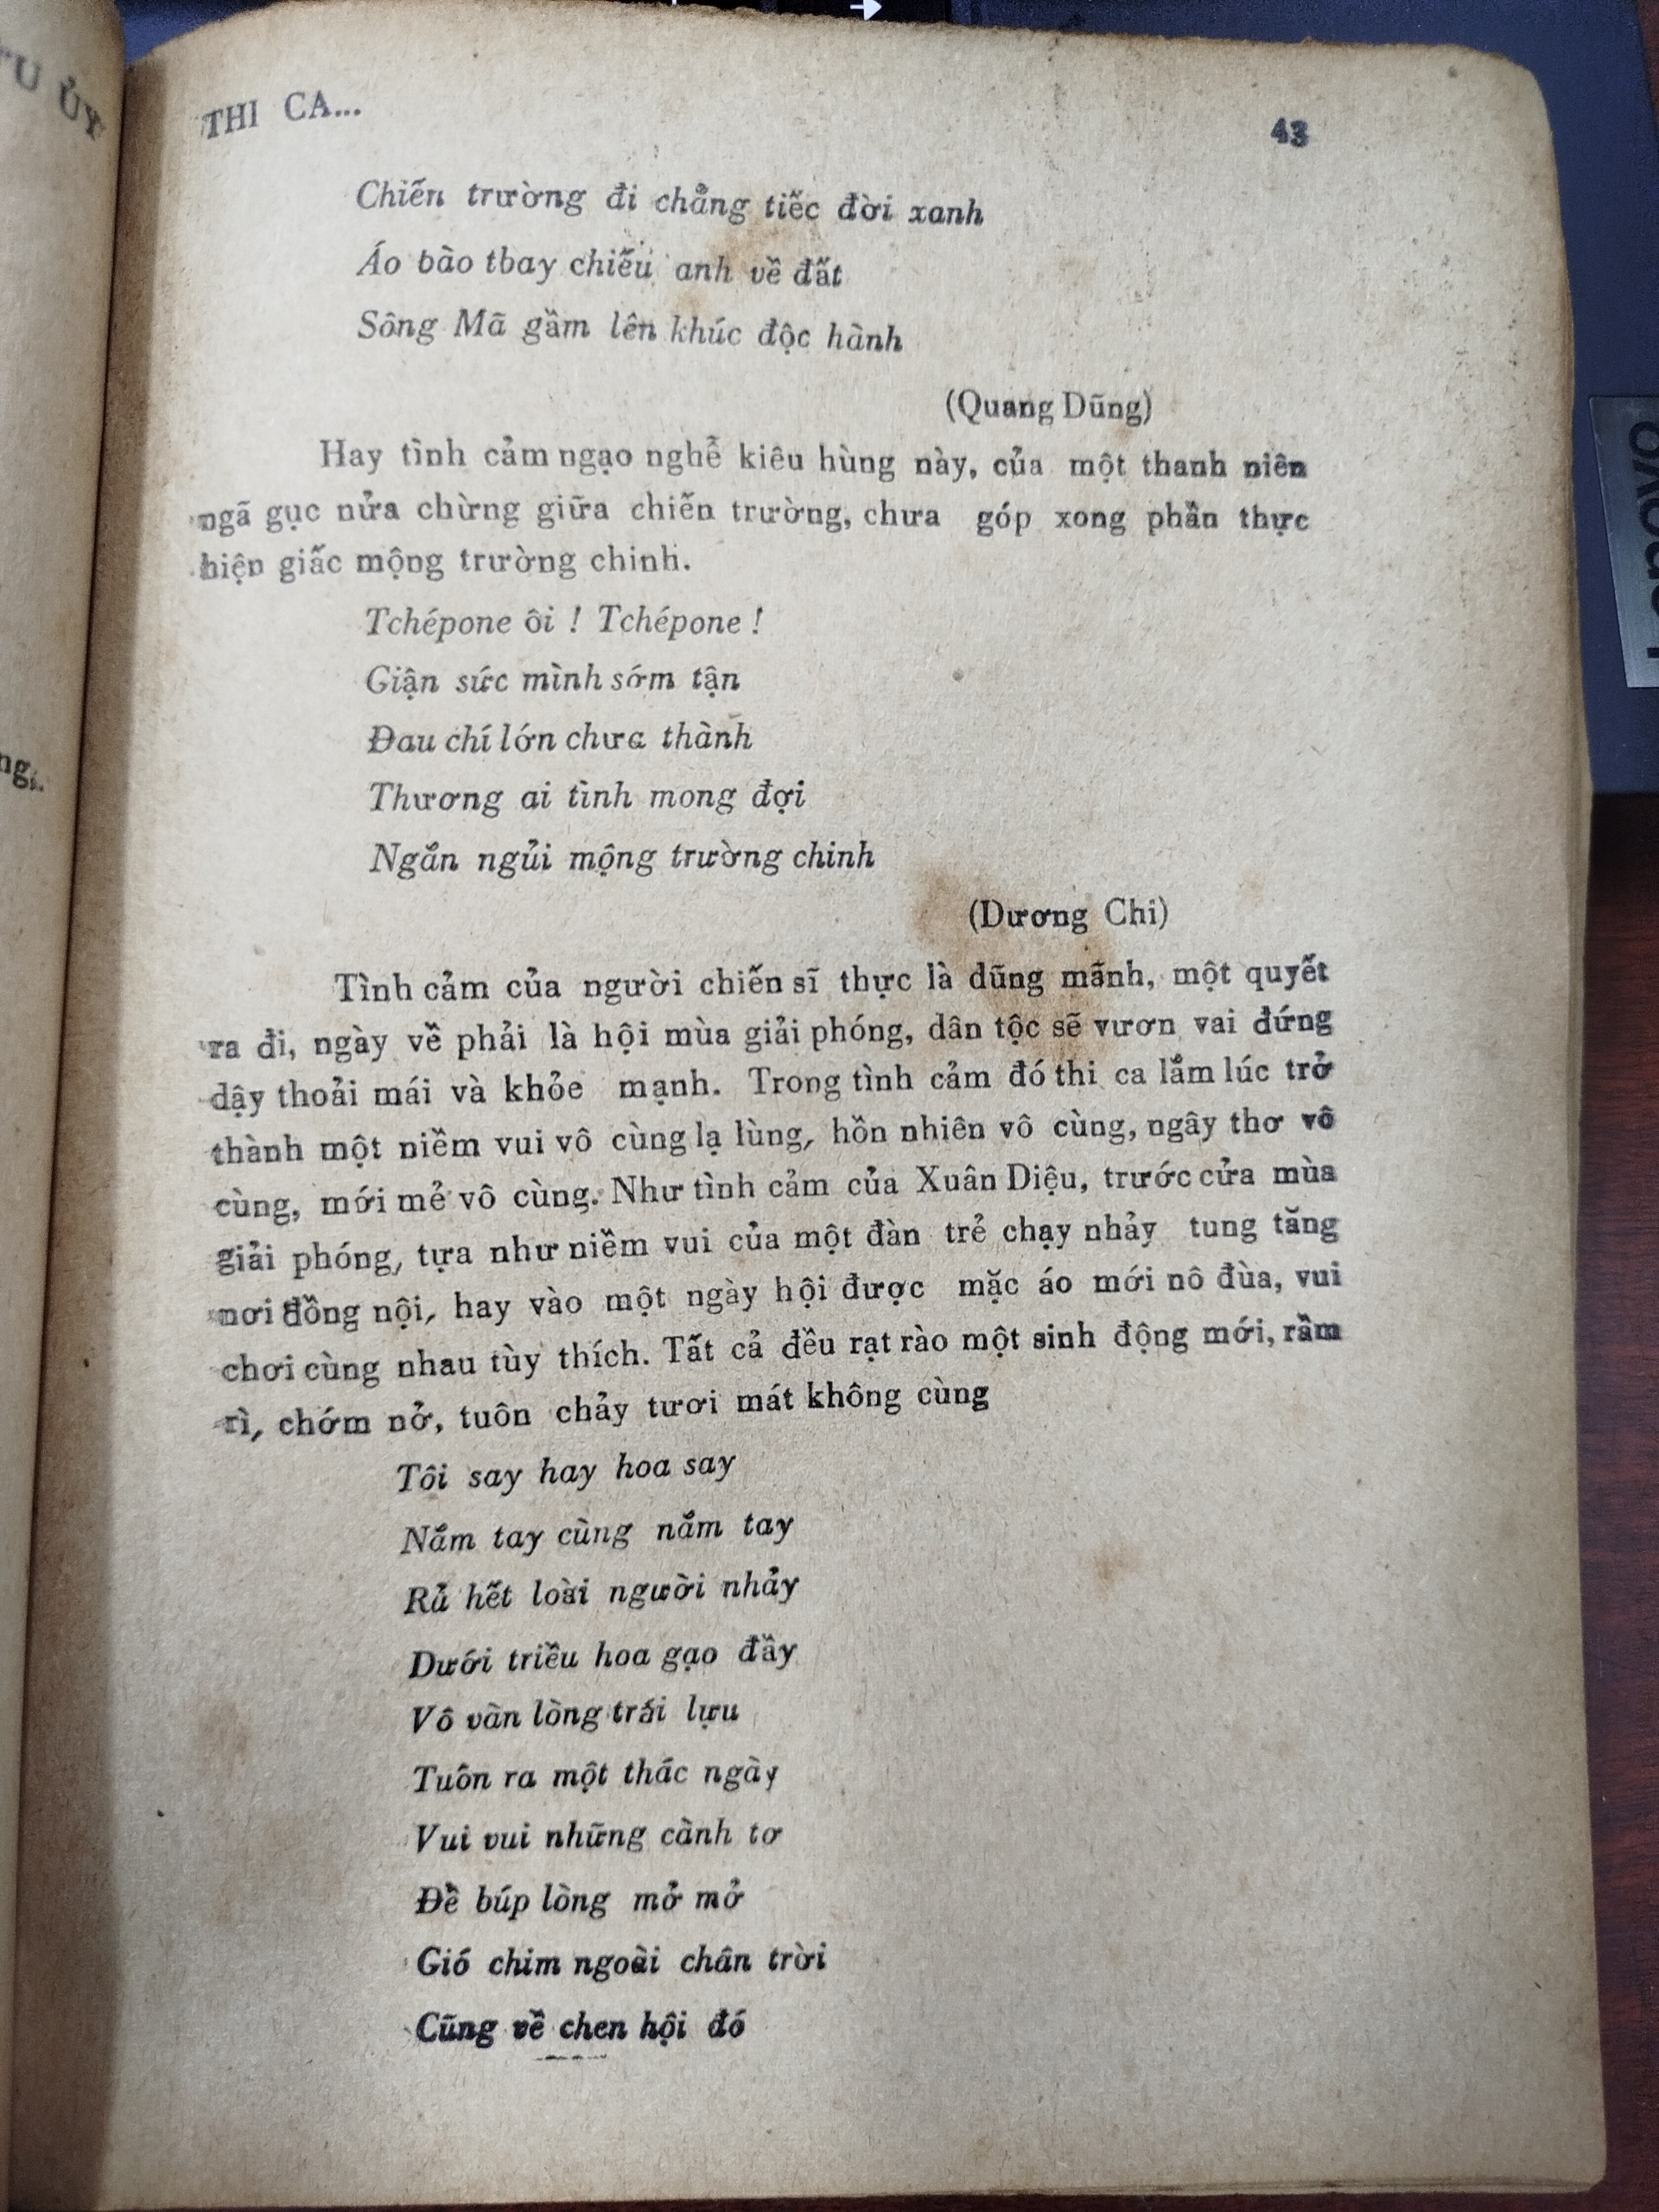 THI CA...
43
Chiến trường đi chẳng tiếc đời xanh
Áo bào tbay chiếu anh về đất
Sông Mã gầm lên khúc độc hành
(Quang Dũng)
Hay tình cảm ngạo nghễ kiêu hùng này, của một thanh niên
ngã gục nửa chừng giữa chiến trường, chưa góp xong phần thực
hiện giấc mộng trường chinh.
Tchépone ôi ! Tchépone !
Giận sức mình sớm tận
Đau chí lớn chưa thành
Thương ai tình mong đợi
Ngắn ngủi mộng trường chinh
(Dương Chi)
Tình cảm của người chiến sĩ thực là dũng mãnh, một quyết
ra đi, ngày về phải là hội mùa giải phóng, dân tộc sẽ vươn vai đứng
dậy thoải mái và khỏe mạnh. Trong tình cảm đó thi ca lắm lúc trở
thành một niềm vui vô cùng lạ lùng, hồn nhiên vô cùng, ngây thơ vô
cùng, mới mẻ vô cùng. Như tình cảm của Xuân Diệu, trước cửa mùa
giải phóng, tựa như niềm vui của một đàn trẻ chạy nhảy tung tăng
nơi đồng nội, hay vào một ngày hội được mặc áo mới nô đùa, vui
chơi cùng nhau tùy thích. Tất cả đều rạt rào một sinh động mới, rầm
rì, chớm nở, tuôn chảy tươi mát không cùng
Tôi say hay hoa say
Nắm tay cùng nắm tay
Rả hết loài người nhảy
Dưới triều hoa gạo đầy
Vô vàn lòng trái lựu
Tuôn ra một thác ngày
Vui vui những cành tơ
Đề búp lòng mở mở
Gió chim ngoài chân trời
Cũng về chen hội đó